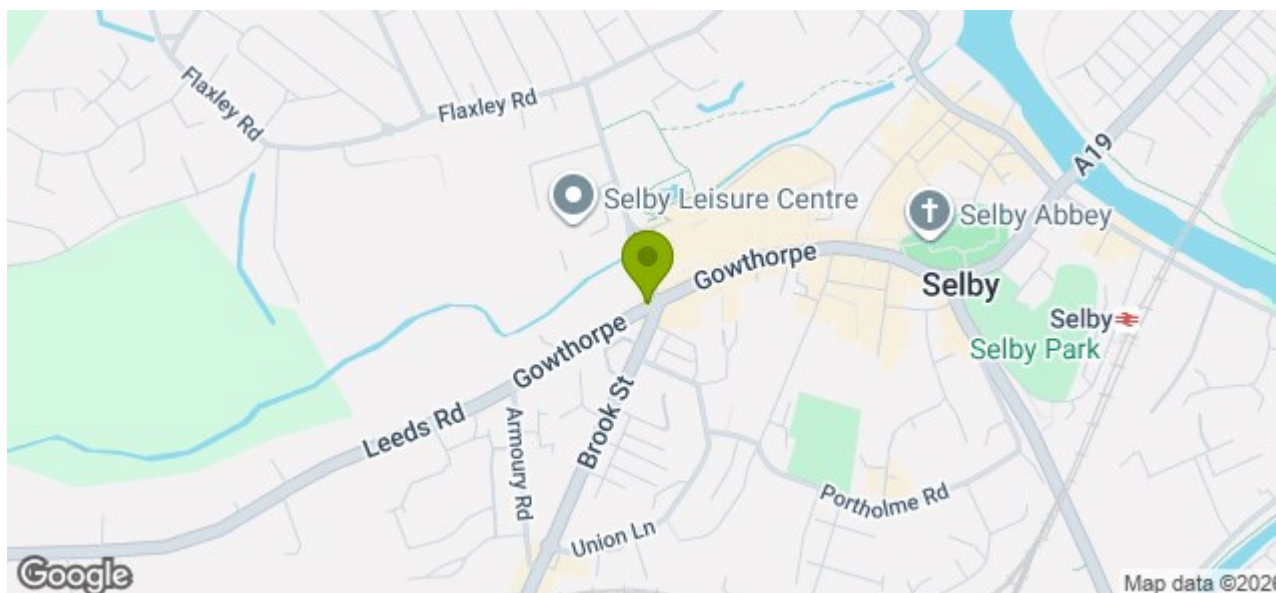 Flaxley Rd
Flaxley Rd
A19
Selby Leisure Centre
Selby Abbey
Gowthorpe
Selby
Selby
Selby Park
Gowthorpe
Leeds Rd
Brook St
Armoury Rd
Portholme Rd
Union Ln
Google
Map data ©2026